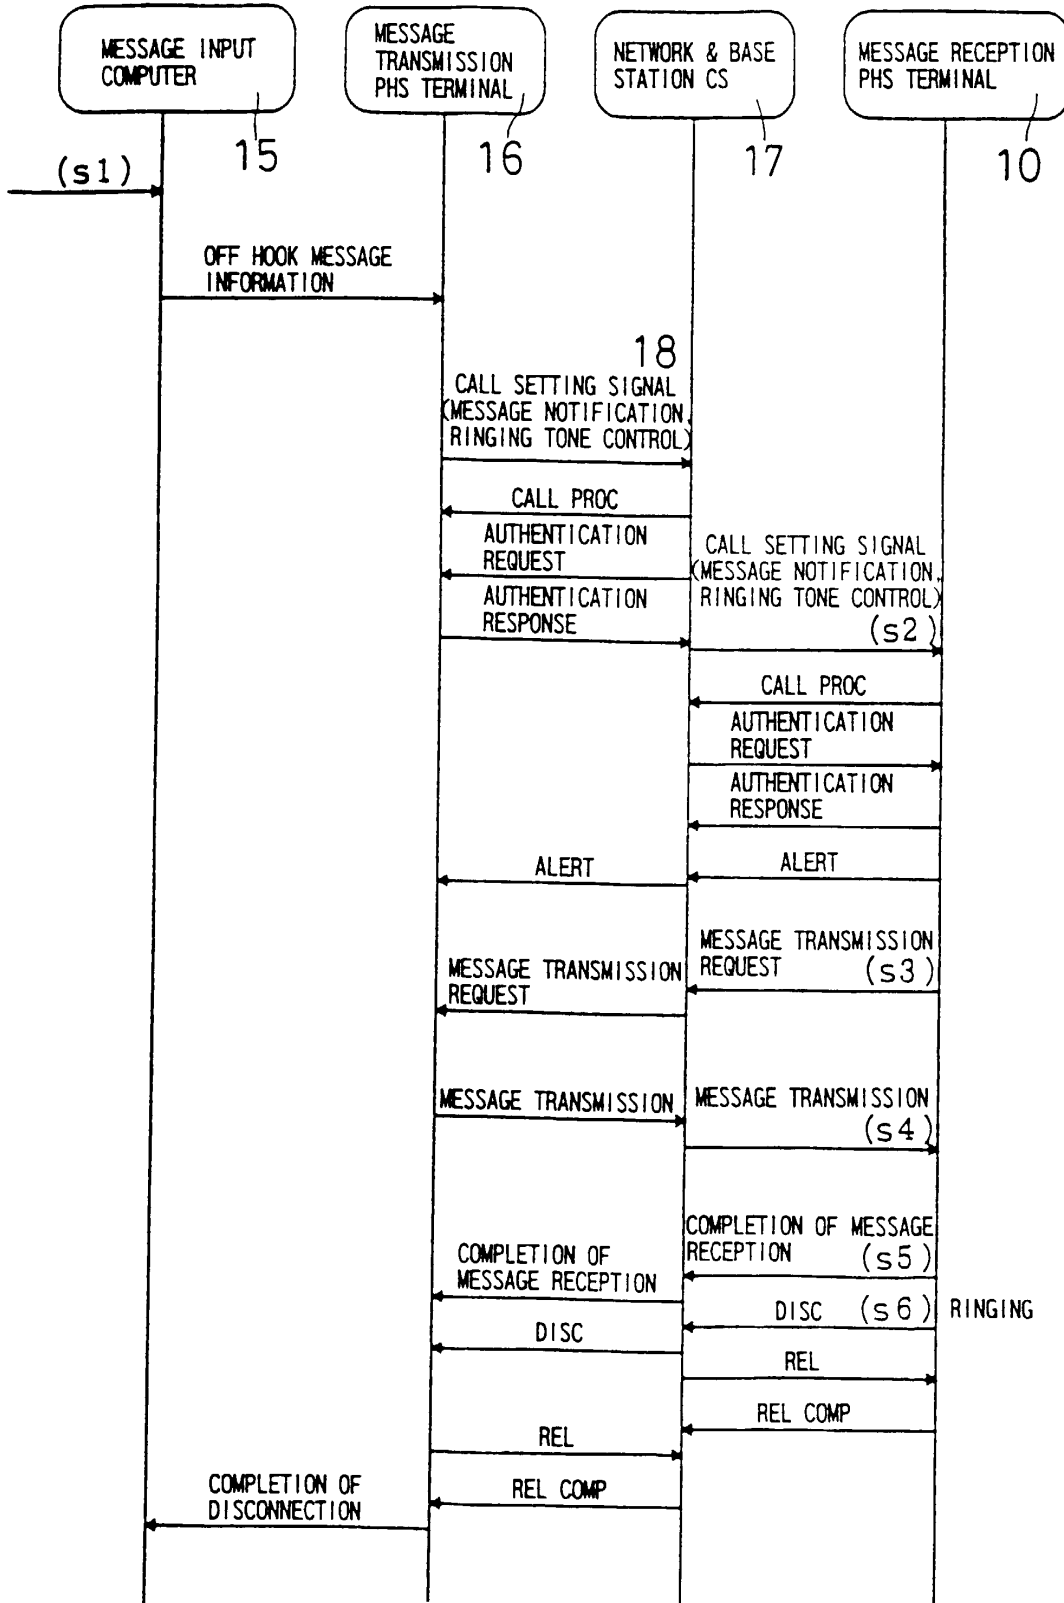 MESSAGE INPUT
COMPUTER
MESSAGE
TRANSMISSION
PHS TERMINAL
NETWORK & BASE
STATION CS
MESSAGE RECEPTION
PHS TERMINAL
15
16
17
10
(s1)
OFF HOOK MESSAGE
INFORMATION
18
CALL SETTING SIGNAL
(MESSAGE NOTIFICATION,
RINGING TONE CONTROL)
CALL PROC
AUTHENTICATION
REQUEST
AUTHENTICATION
RESPONSE
CALL SETTING SIGNAL
(MESSAGE NOTIFICATION,
RINGING TONE CONTROL)
(s2)
CALL PROC
AUTHENTICATION
REQUEST
AUTHENTICATION
RESPONSE
ALERT
ALERT
MESSAGE TRANSMISSION
REQUEST (s3)
MESSAGE TRANSMISSION
REQUEST
MESSAGE TRANSMISSION
MESSAGE TRANSMISSION
(s4)
COMPLETION OF MESSAGE
RECEPTION (s5)
COMPLETION OF
MESSAGE RECEPTION
DISC (s6) RINGING
DISC
REL
REL COMP
REL
REL COMP
COMPLETION OF
DISCONNECTION